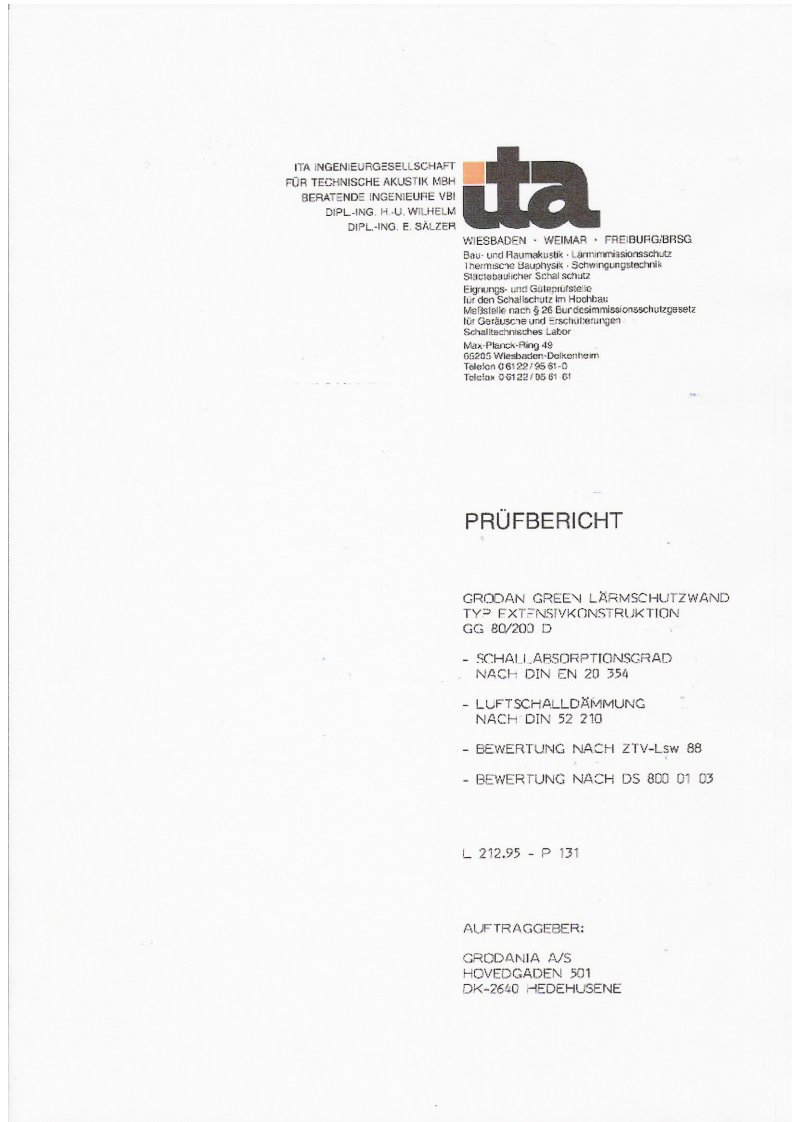 ITA INGENIEURGESELLSCHAFT
FÜR TECHNISCHE AKUSTIK MBH
BERATENDE INGENIEURE VBI
DIPL.-ING. H.-U. WILHELM
DIPL.-ING. E. SÄLZER
ita
WIESBADEN · WEIMAR · FREIBURG/BRSG
Bau- und Raumakustik · Lärmimmissionsschutz
Thermische Bauphysik · Schwingungstechnik
Städtebaulicher Schallschutz
Eignungs- und Güteprüfstelle
für den Schallschutz im Hochbau
Meßstelle nach § 26 Bundesimmissionsschutzgesetz
für Geräusche und Erschütterungen
Schalltechnisches Labor
Max-Planck-Ring 49
65205 Wiesbaden-Delkenheim
Telefon 0 61 22 / 95 61-0
Telefax 0 61 22 / 95 61 61
PRÜFBERICHT
GRODAN GREEN LÄRMSCHUTZWAND
TYP EXTENSIVKONSTRUKTION
GG 80/200 D
- SCHALLABSORPTIONSGRAD
NACH DIN EN 20 354
- LUFTSCHALLDÄMMUNG
NACH DIN 52 210
- BEWERTUNG NACH ZTV-Lsw 88
- BEWERTUNG NACH DS 800 01 03
L 212.95 - P 131
AUFTRAGGEBER:
GRODANIA A/S
HOVEDGADEN 501
DK-2640 HEDEHUSENE